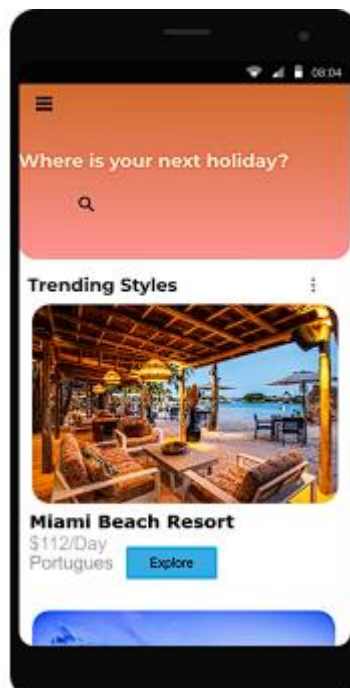 08:04
Where is your next holiday?
Trending Styles
Miami Beach Resort
$112/Day
Portugues
Explore